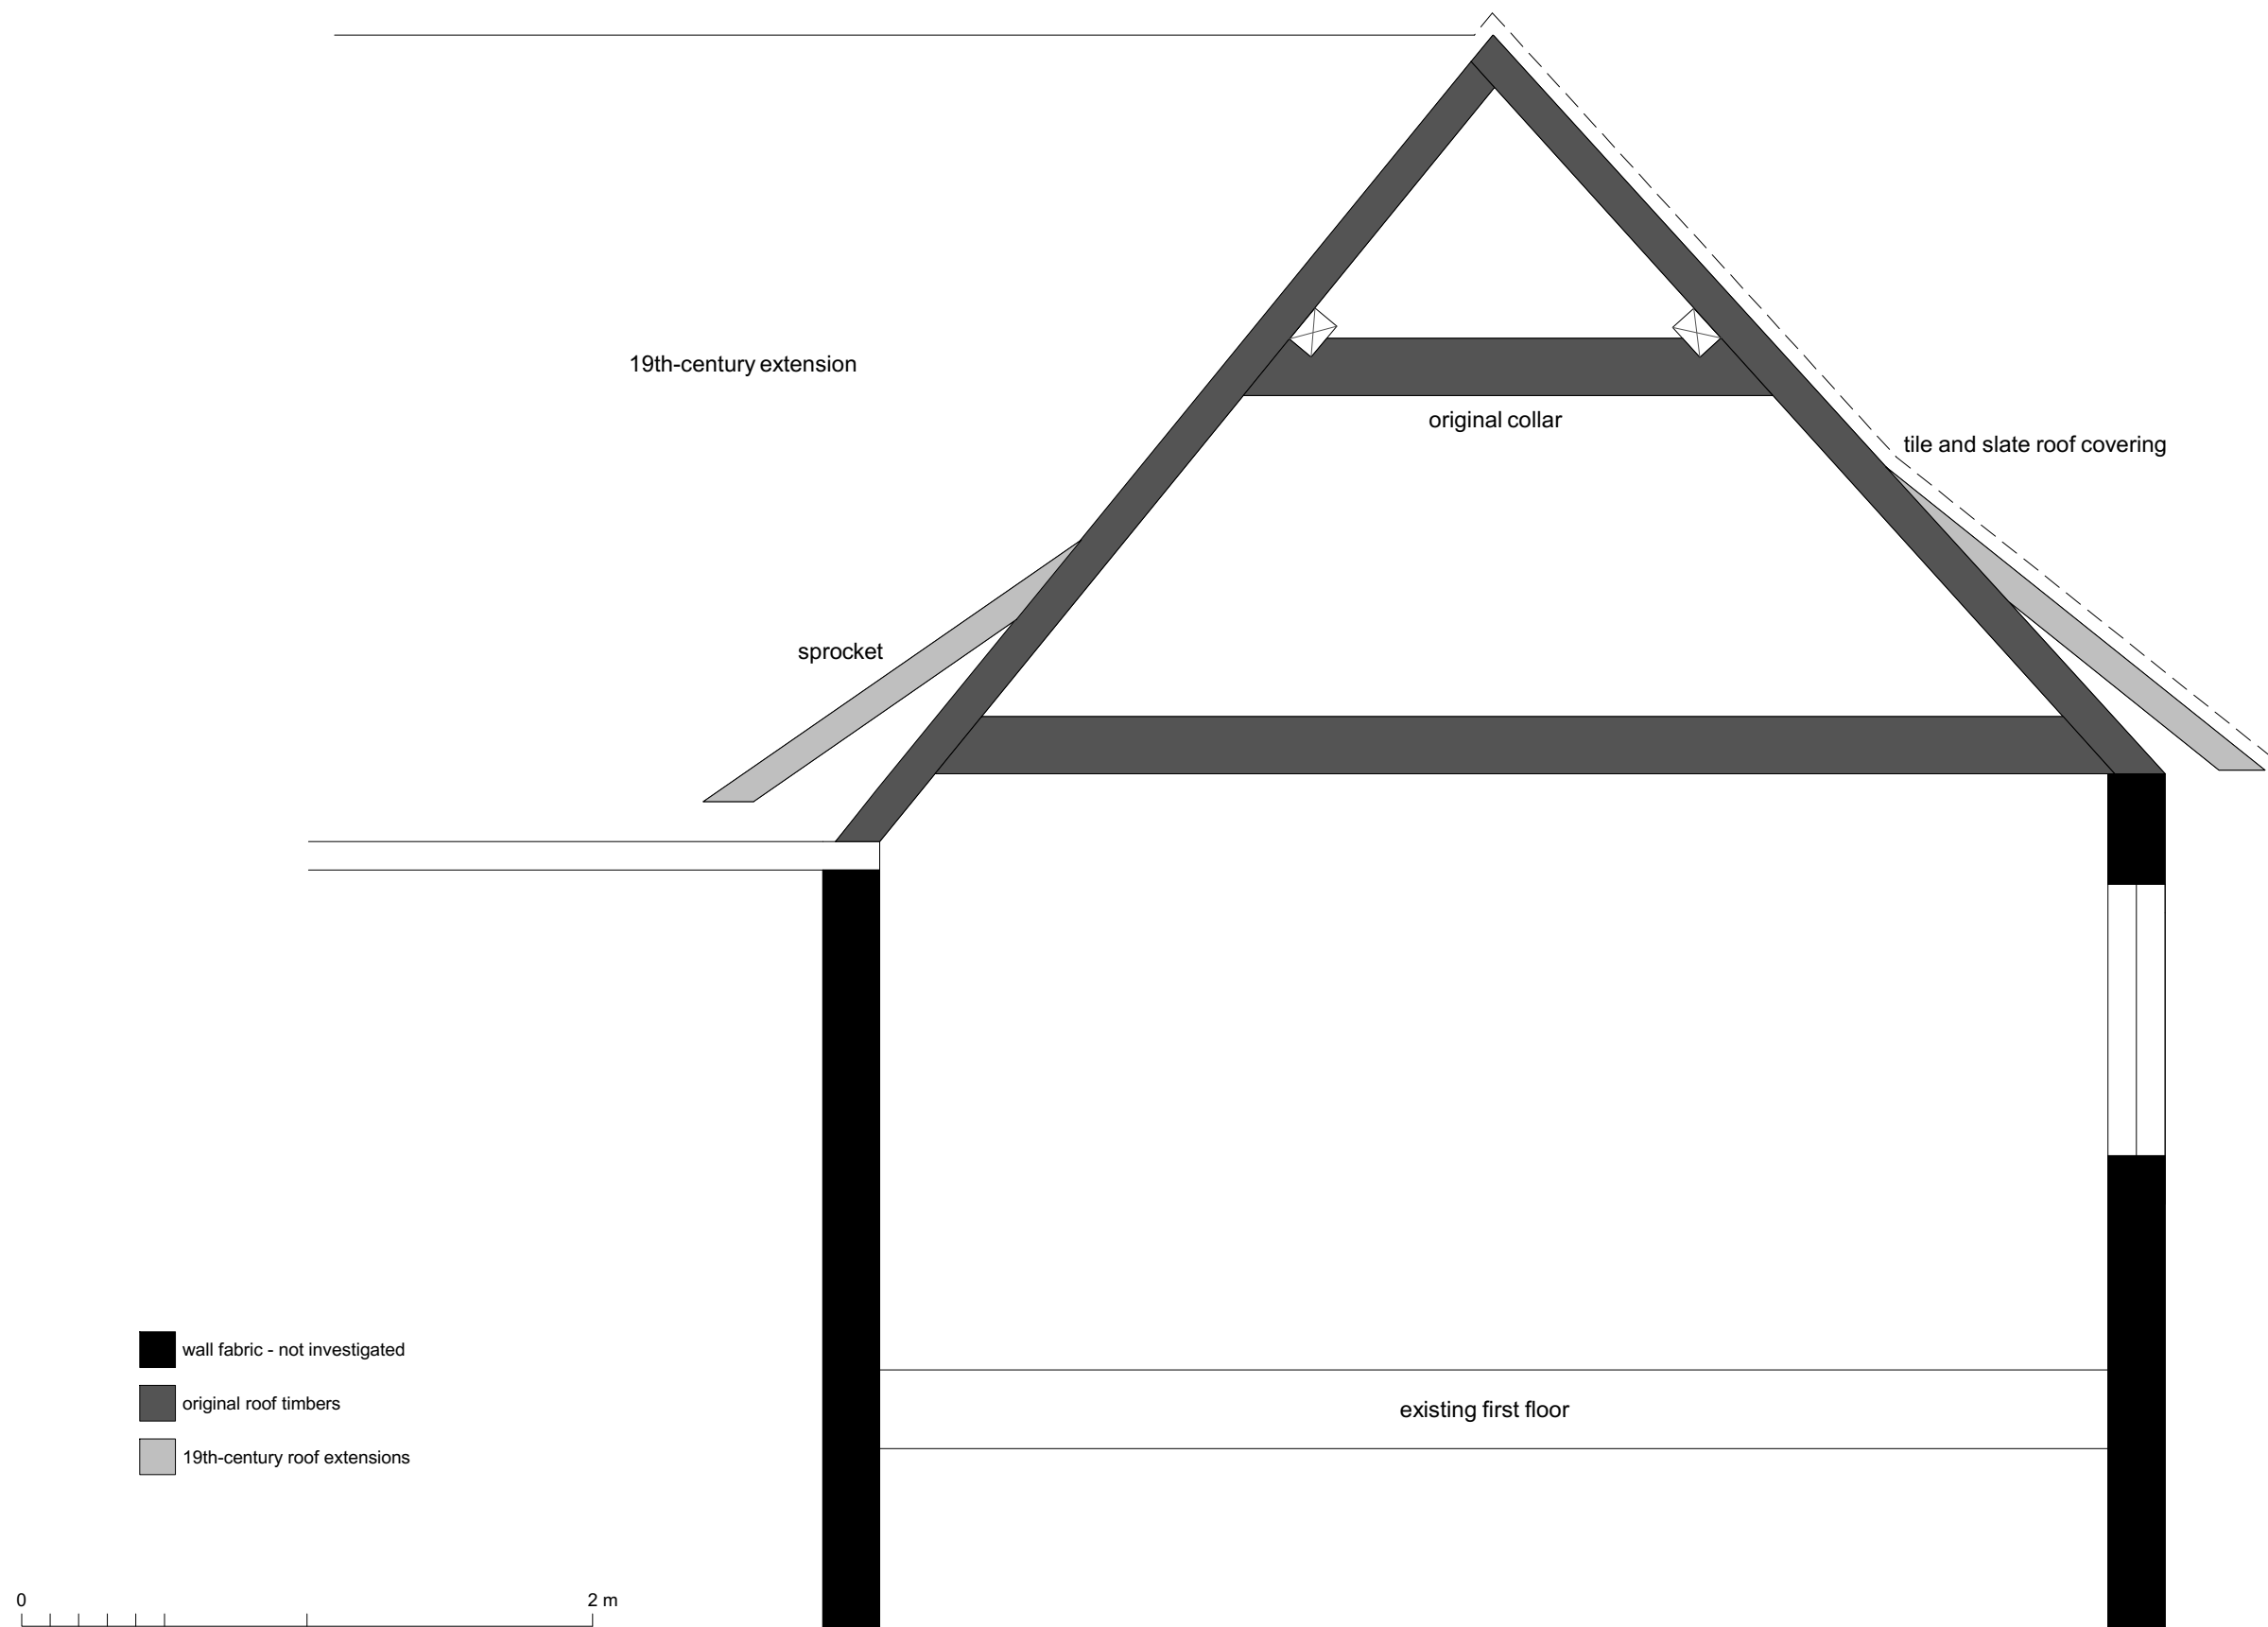 19th-century extension
original collar
tile and slate roof covering
sprocket
wall fabric - not investigated
original roof timbers
existing first floor
19th-century roof extensions
0
2 m